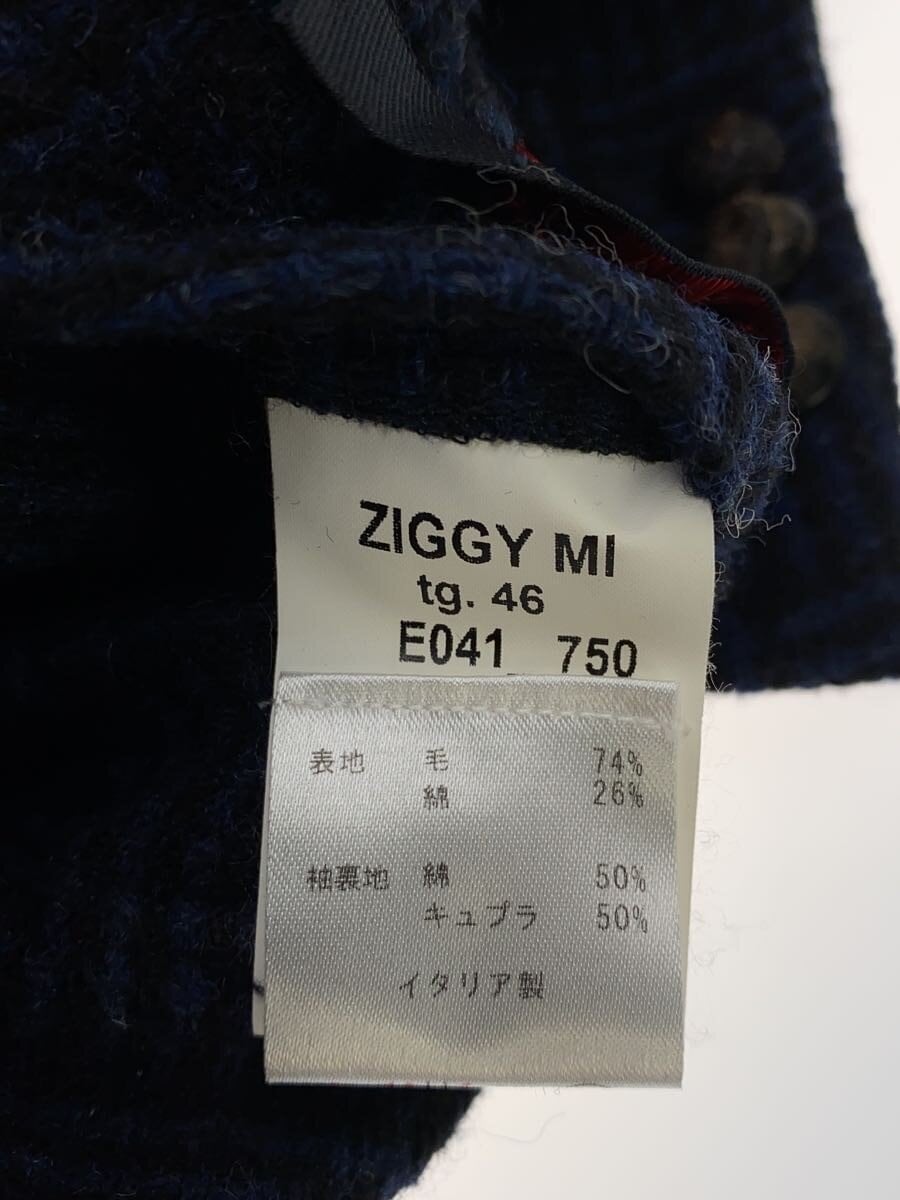 ZIGGY MI
tg. 46
E041 750
表地 毛 74%
綿 26%
袖裏地 綿 50%
キュプラ 50%
イタリア製